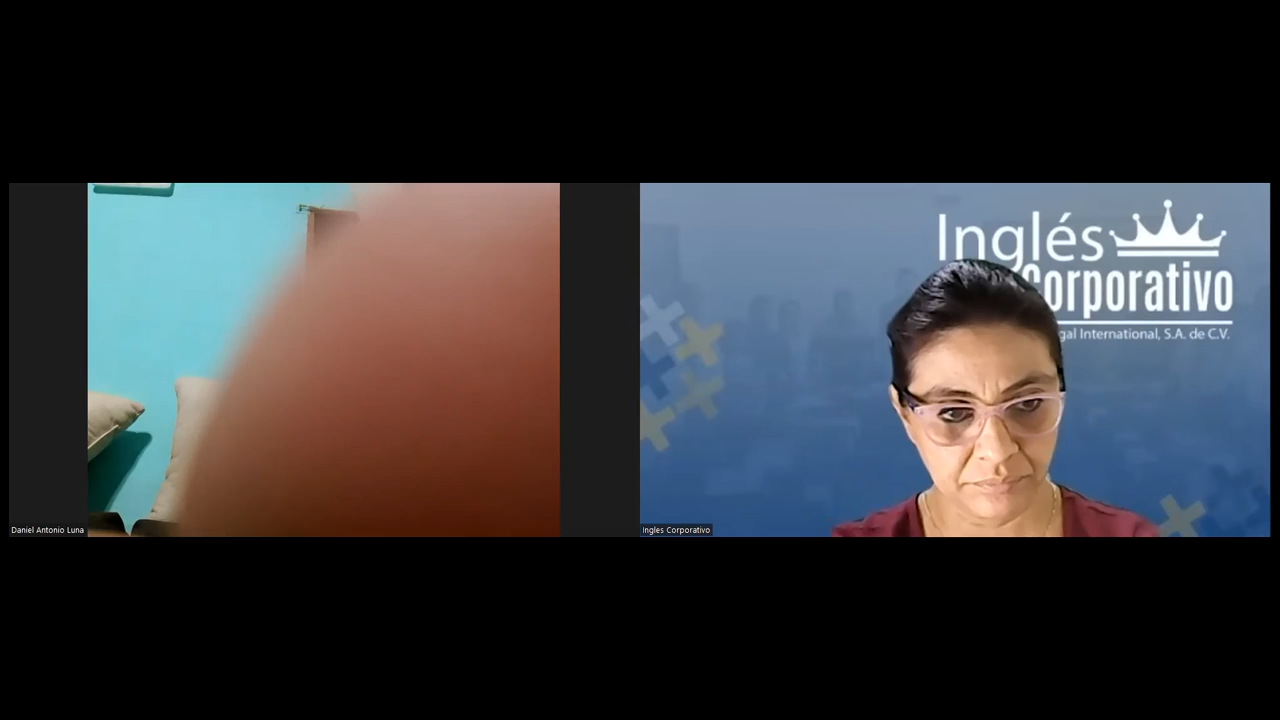 Inglés
Corporativo
gal International, S.A. de C.V.
Daniel Antonio Luna
Ingles Corporativo